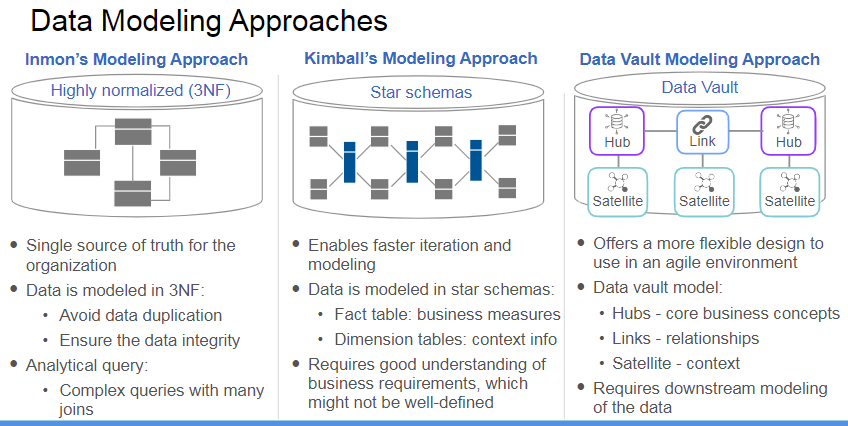 Data Modeling Approaches
Inmon's Modeling Approach
Highly normalized (3NF)
• Single source of truth for the
organization
• Data is modeled in 3NF:
• Avoid data duplication
• Ensure the data integrity
• Analytical query:
• Complex queries with many
joins
Kimball's Modeling Approach
Star schemas
• Enables faster iteration and
modeling
• Data is modeled in star schemas:
• Fact table: business measures
• Dimension tables: context info
• Requires good understanding of
business requirements, which
might not be well-defined
Data Vault Modeling Approach
Data Vault
Hub
Link
Hub
Satellite
Satellite
Satellite
• Offers a more flexible design to
use in an agile environment
• Data vault model:
• Hubs - core business concepts
• Links - relationships
• Satellite - context
• Requires downstream modeling
of the data